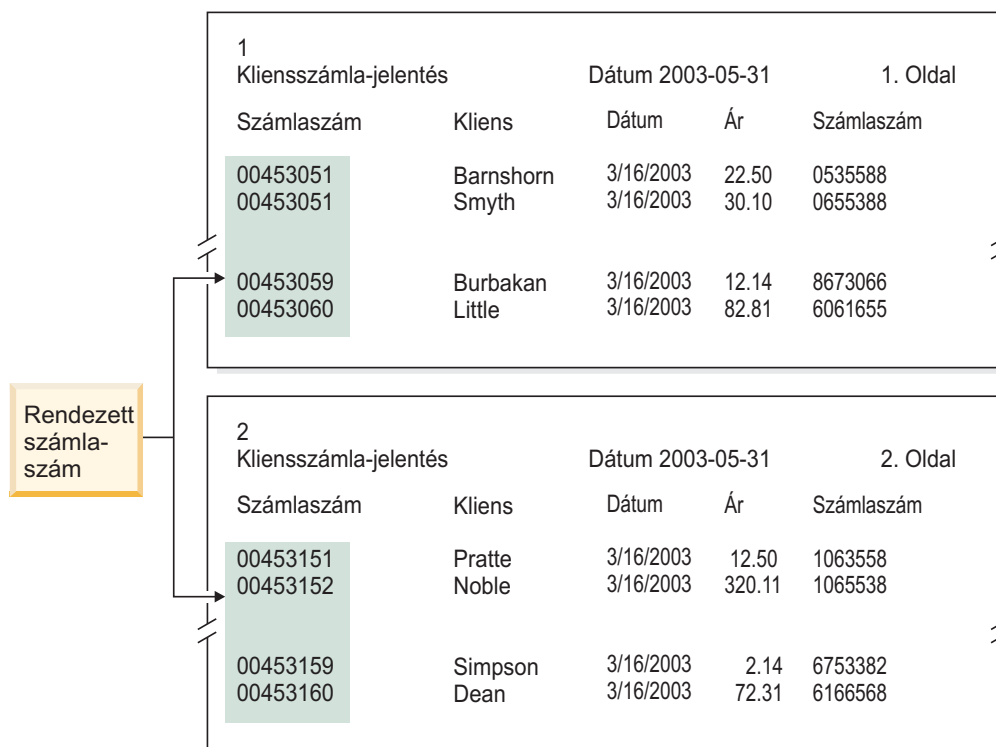 1
Kliensszámla-jelentés Dátum 2003-05-31 1. Oldal
Számlaszám Kliens Dátum Ár Számlaszám
00453051 Barnshorn 3/16/2003 22.50 0535588
00453051 Smyth 3/16/2003 30.10 0655388
00453059 Burbakan 3/16/2003 12.14 8673066
00453060 Little 3/16/2003 82.81 6061655
Rendezett
számla-
szám
2
Kliensszámla-jelentés Dátum 2003-05-31 2. Oldal
Számlaszám Kliens Dátum Ár Számlaszám
00453151 Pratte 3/16/2003 12.50 1063558
00453152 Noble 3/16/2003 320.11 1065538
00453159 Simpson 3/16/2003 2.14 6753382
00453160 Dean 3/16/2003 72.31 6166568